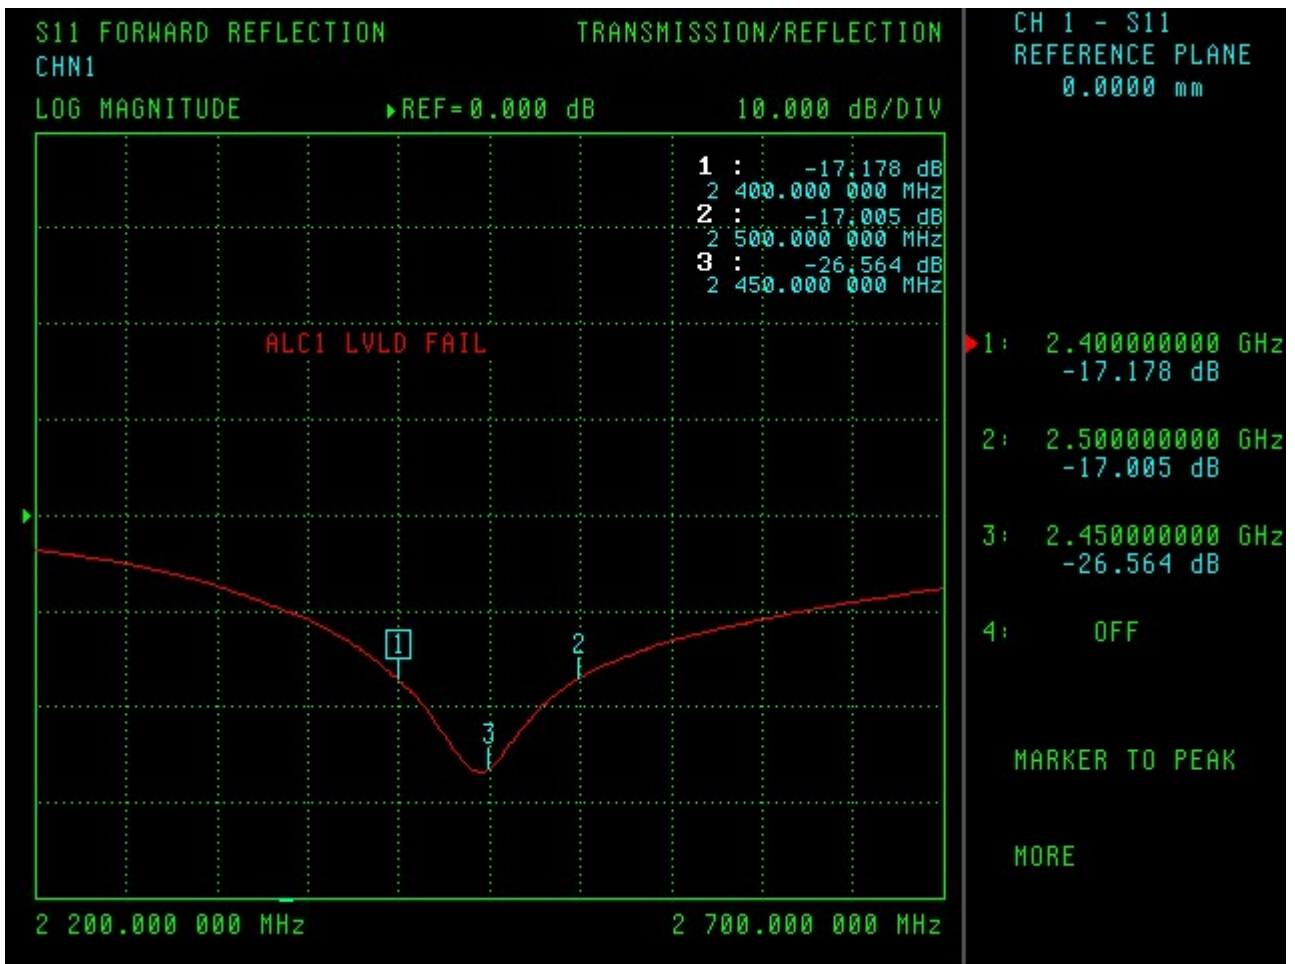 S11 FORWARD REFLECTION TRANSMISSION/REFLECTION
CHN1
LOG MAGNITUDE ▶REF=0.000 dB 10.000 dB/DIV
1 : -17.178 dB
2 400.000 000 MHz
2 : -17.005 dB
2 500.000 000 MHz
3 : -26.564 dB
2 450.000 000 MHz
ALC1 LVLD FAIL
1
2
3
2 200.000 000 MHz 2 700.000 000 MHz
CH 1 - S11
REFERENCE PLANE
0.0000 mm
1: 2.400000000 GHz
-17.178 dB
2: 2.500000000 GHz
-17.005 dB
3: 2.450000000 GHz
-26.564 dB
4: OFF
MARKER TO PEAK
MORE